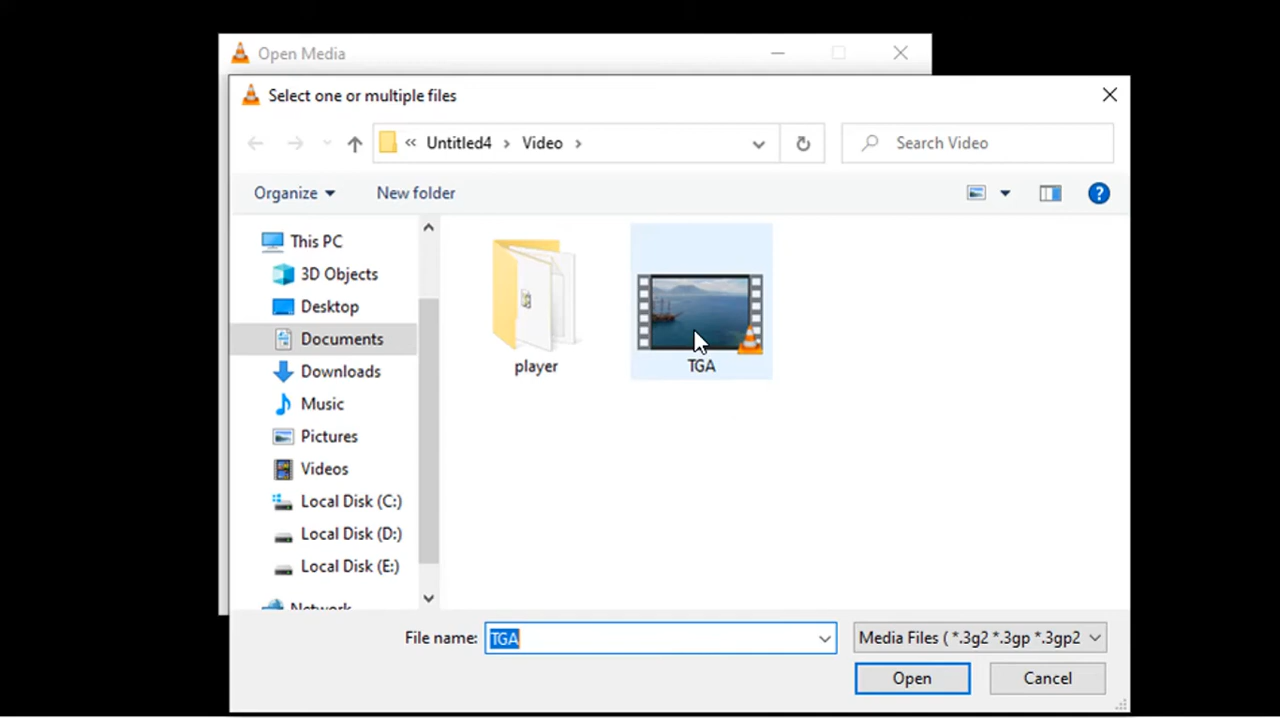 Open Media
Select one or multiple files
« Untitled4 › Video ›
Search Video
Organize
New folder
This PC
3D Objects
Desktop
Documents
Downloads
Music
Pictures
Videos
Local Disk (C:)
Local Disk (D:)
Local Disk (E:)
Network
player
TGA
File name:
TGA
Media Files ( *.3g2 *.3gp *.3gp2
Open
Cancel